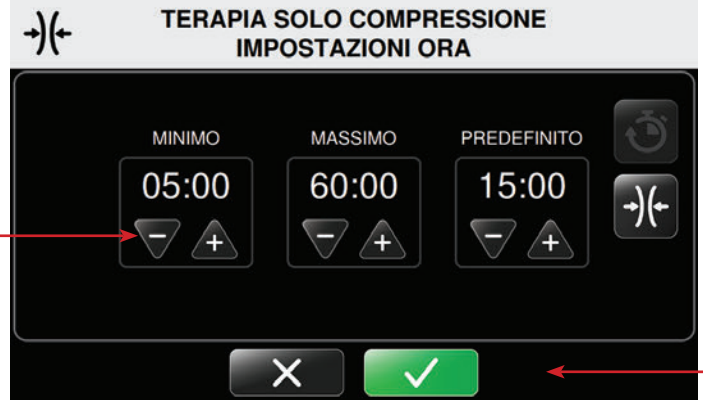 TERAPIA SOLO COMPRESSIONE
IMPOSTAZIONI ORA
MINIMO MASSIMO PREDEFINITO
05:00 60:00 15:00
- + - + - +